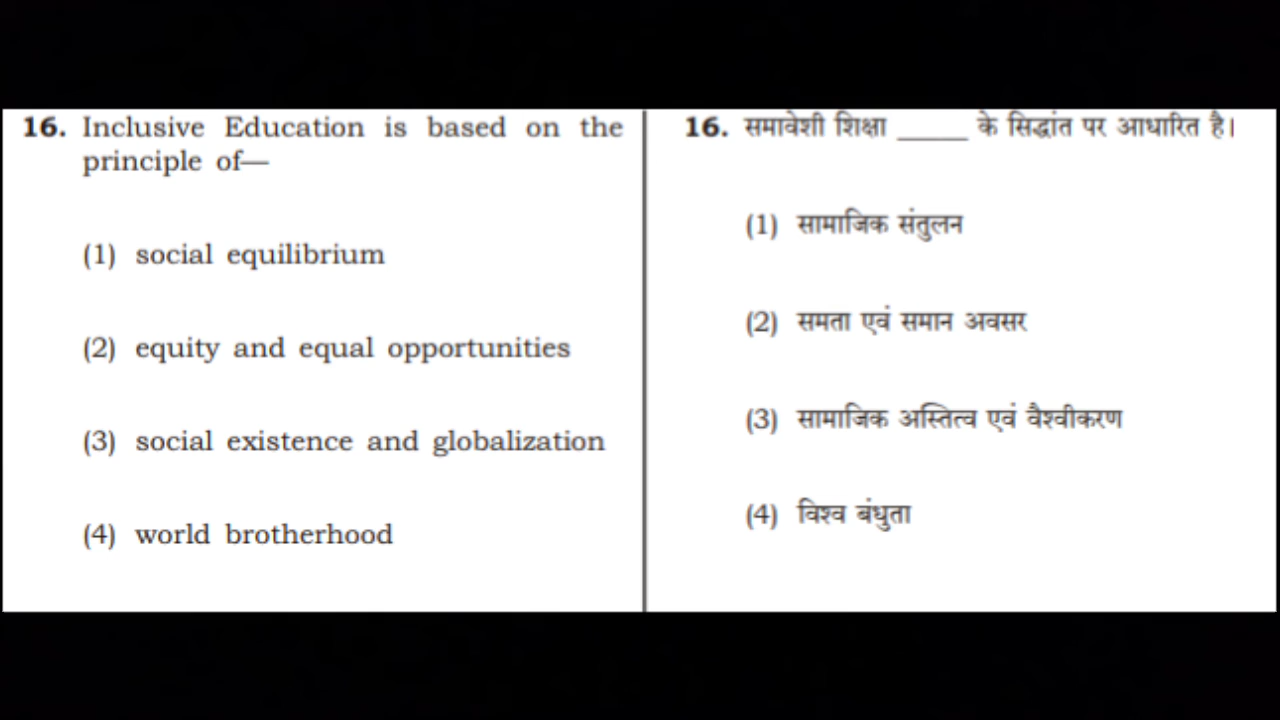 16. Inclusive Education is based on the
principle of—
(1) social equilibrium
(2) equity and equal opportunities
(3) social existence and globalization
(4) world brotherhood
16. समावेशी शिक्षा _____ के सिद्धांत पर आधारित है।
(1) सामाजिक संतुलन
(2) समता एवं समान अवसर
(3) सामाजिक अस्तित्व एवं वैश्वीकरण
(4) विश्व बंधुता